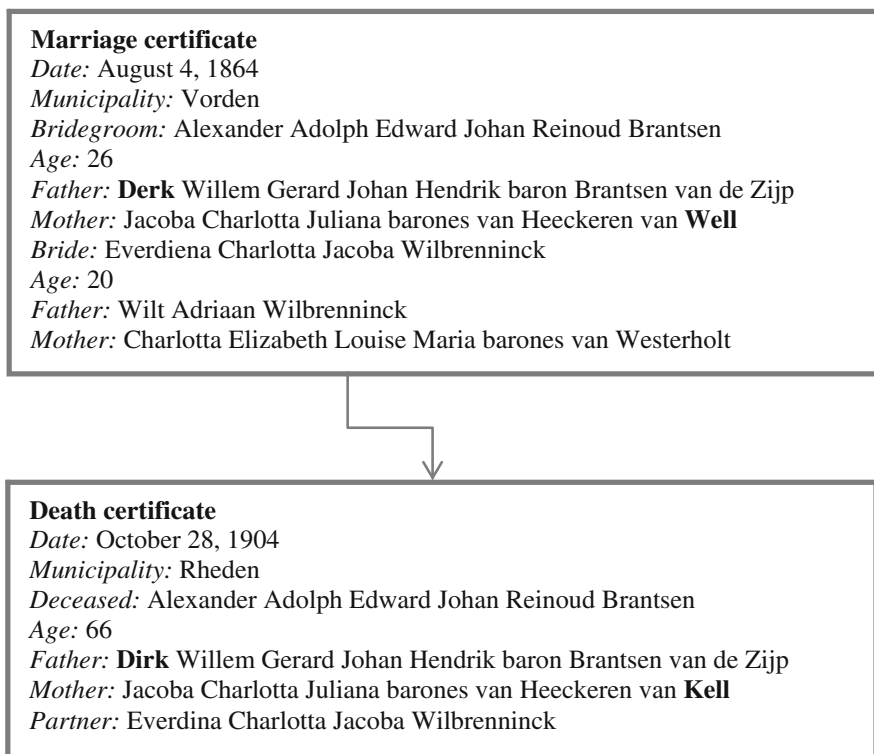 Marriage certificate
Date: August 4, 1864
Municipality: Vorden
Bridegroom: Alexander Adolph Edward Johan Reinoud Brantsen
Age: 26
Father: Derk Willem Gerard Johan Hendrik baron Brantsen van de Zijp
Mother: Jacoba Charlotta Juliana barones van Heeckeren van Well
Bride: Everdiena Charlotta Jacoba Wilbrenninck
Age: 20
Father: Wilt Adriaan Wilbrenninck
Mother: Charlotta Elizabeth Louise Maria barones van Westerholt
Death certificate
Date: October 28, 1904
Municipality: Rheden
Deceased: Alexander Adolph Edward Johan Reinoud Brantsen
Age: 66
Father: Dirk Willem Gerard Johan Hendrik baron Brantsen van de Zijp
Mother: Jacoba Charlotta Juliana barones van Heeckeren van Kell
Partner: Everdina Charlotta Jacoba Wilbrenninck